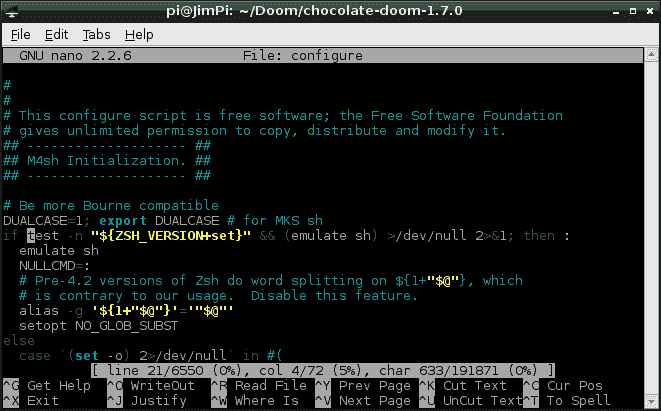 pi@JimPi: ~/Doom/chocolate-doom-1.7.0
File Edit Tabs Help
GNU nano 2.2.6 File: configure
#
#
# This configure script is free software; the Free Software Foundation
# gives unlimited permission to copy, distribute and modify it.
## -------------------- ##
## M4sh Initialization. ##
## -------------------- ##
# Be more Bourne compatible
DUALCASE=1; export DUALCASE # for MKS sh
if test -n "${ZSH_VERSION+set}" && (emulate sh) >/dev/null 2>&1; then :
  emulate sh
  NULLCMD=:
  # Pre-4.2 versions of Zsh do word splitting on ${1+"$@"}, which
  # is contrary to our usage.  Disable this feature.
  alias -g '${1+"$@"}'='"$@"'
  setopt NO_GLOB_SUBST
else
  case `(set -o) 2>/dev/null` in #(
[ line 21/6550 (0%), col 4/72 (5%), char 633/191871 (0%) ]
^G Get Help ^O WriteOut ^R Read File ^Y Prev Page ^K Cut Text ^C Cur Pos
^X Exit ^J Justify ^W Where Is ^V Next Page ^U UnCut Text ^T To Spell